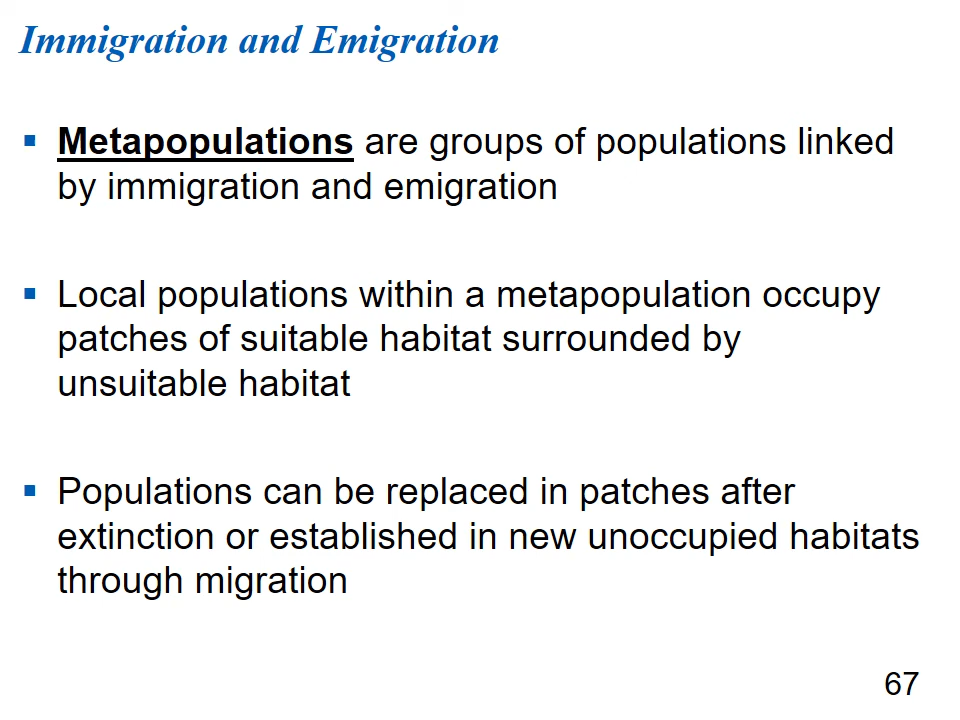 Immigration and Emigration
▪ Metapopulations are groups of populations linked
by immigration and emigration
▪ Local populations within a metapopulation occupy
patches of suitable habitat surrounded by
unsuitable habitat
▪ Populations can be replaced in patches after
extinction or established in new unoccupied habitats
through migration
67